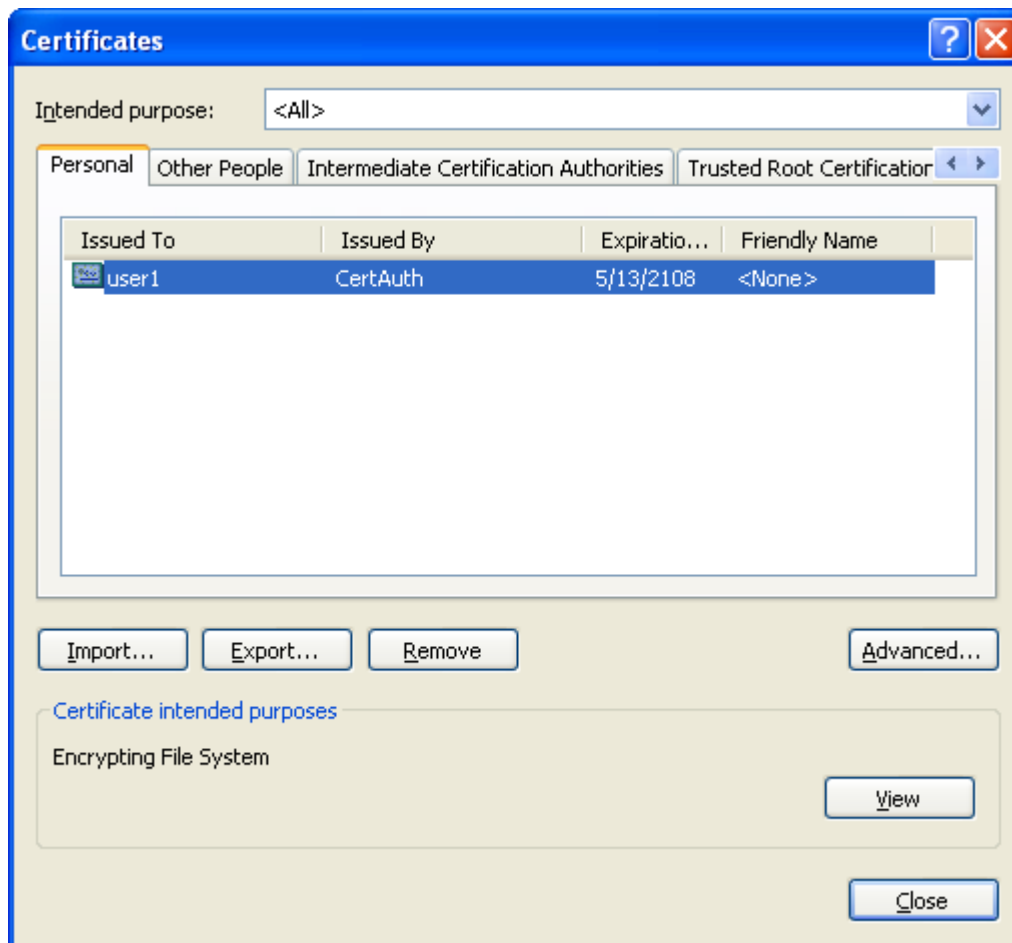 Certificates
Intended purpose: <All>
Personal Other People Intermediate Certification Authorities Trusted Root Certification
Issued To Issued By Expiratio... Friendly Name
user1 CertAuth 5/13/2108 <None>
Import... Export... Remove Advanced...
Certificate intended purposes
Encrypting File System
View
Close